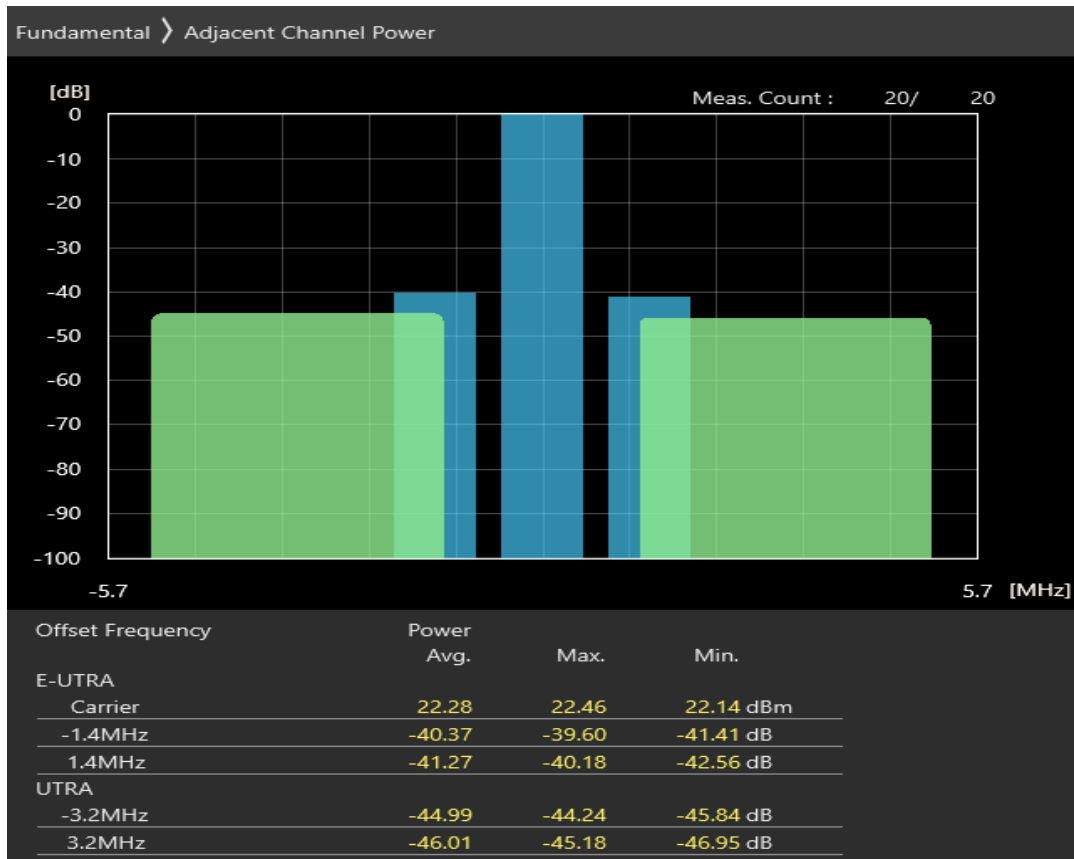 Fundamental 〉 Adjacent Channel Power
[dB]
Meas. Count : 20/ 20
0
-10
-20
-30
-40
-50
-60
-70
-80
-90
-100
-5.7 5.7 [MHz]
Offset Frequency Power
Avg. Max. Min.
E-UTRA
Carrier 22.28 22.46 22.14 dBm
-1.4MHz -40.37 -39.60 -41.41 dB
1.4MHz -41.27 -40.18 -42.56 dB
UTRA
-3.2MHz -44.99 -44.24 -45.84 dB
3.2MHz -46.01 -45.18 -46.95 dB